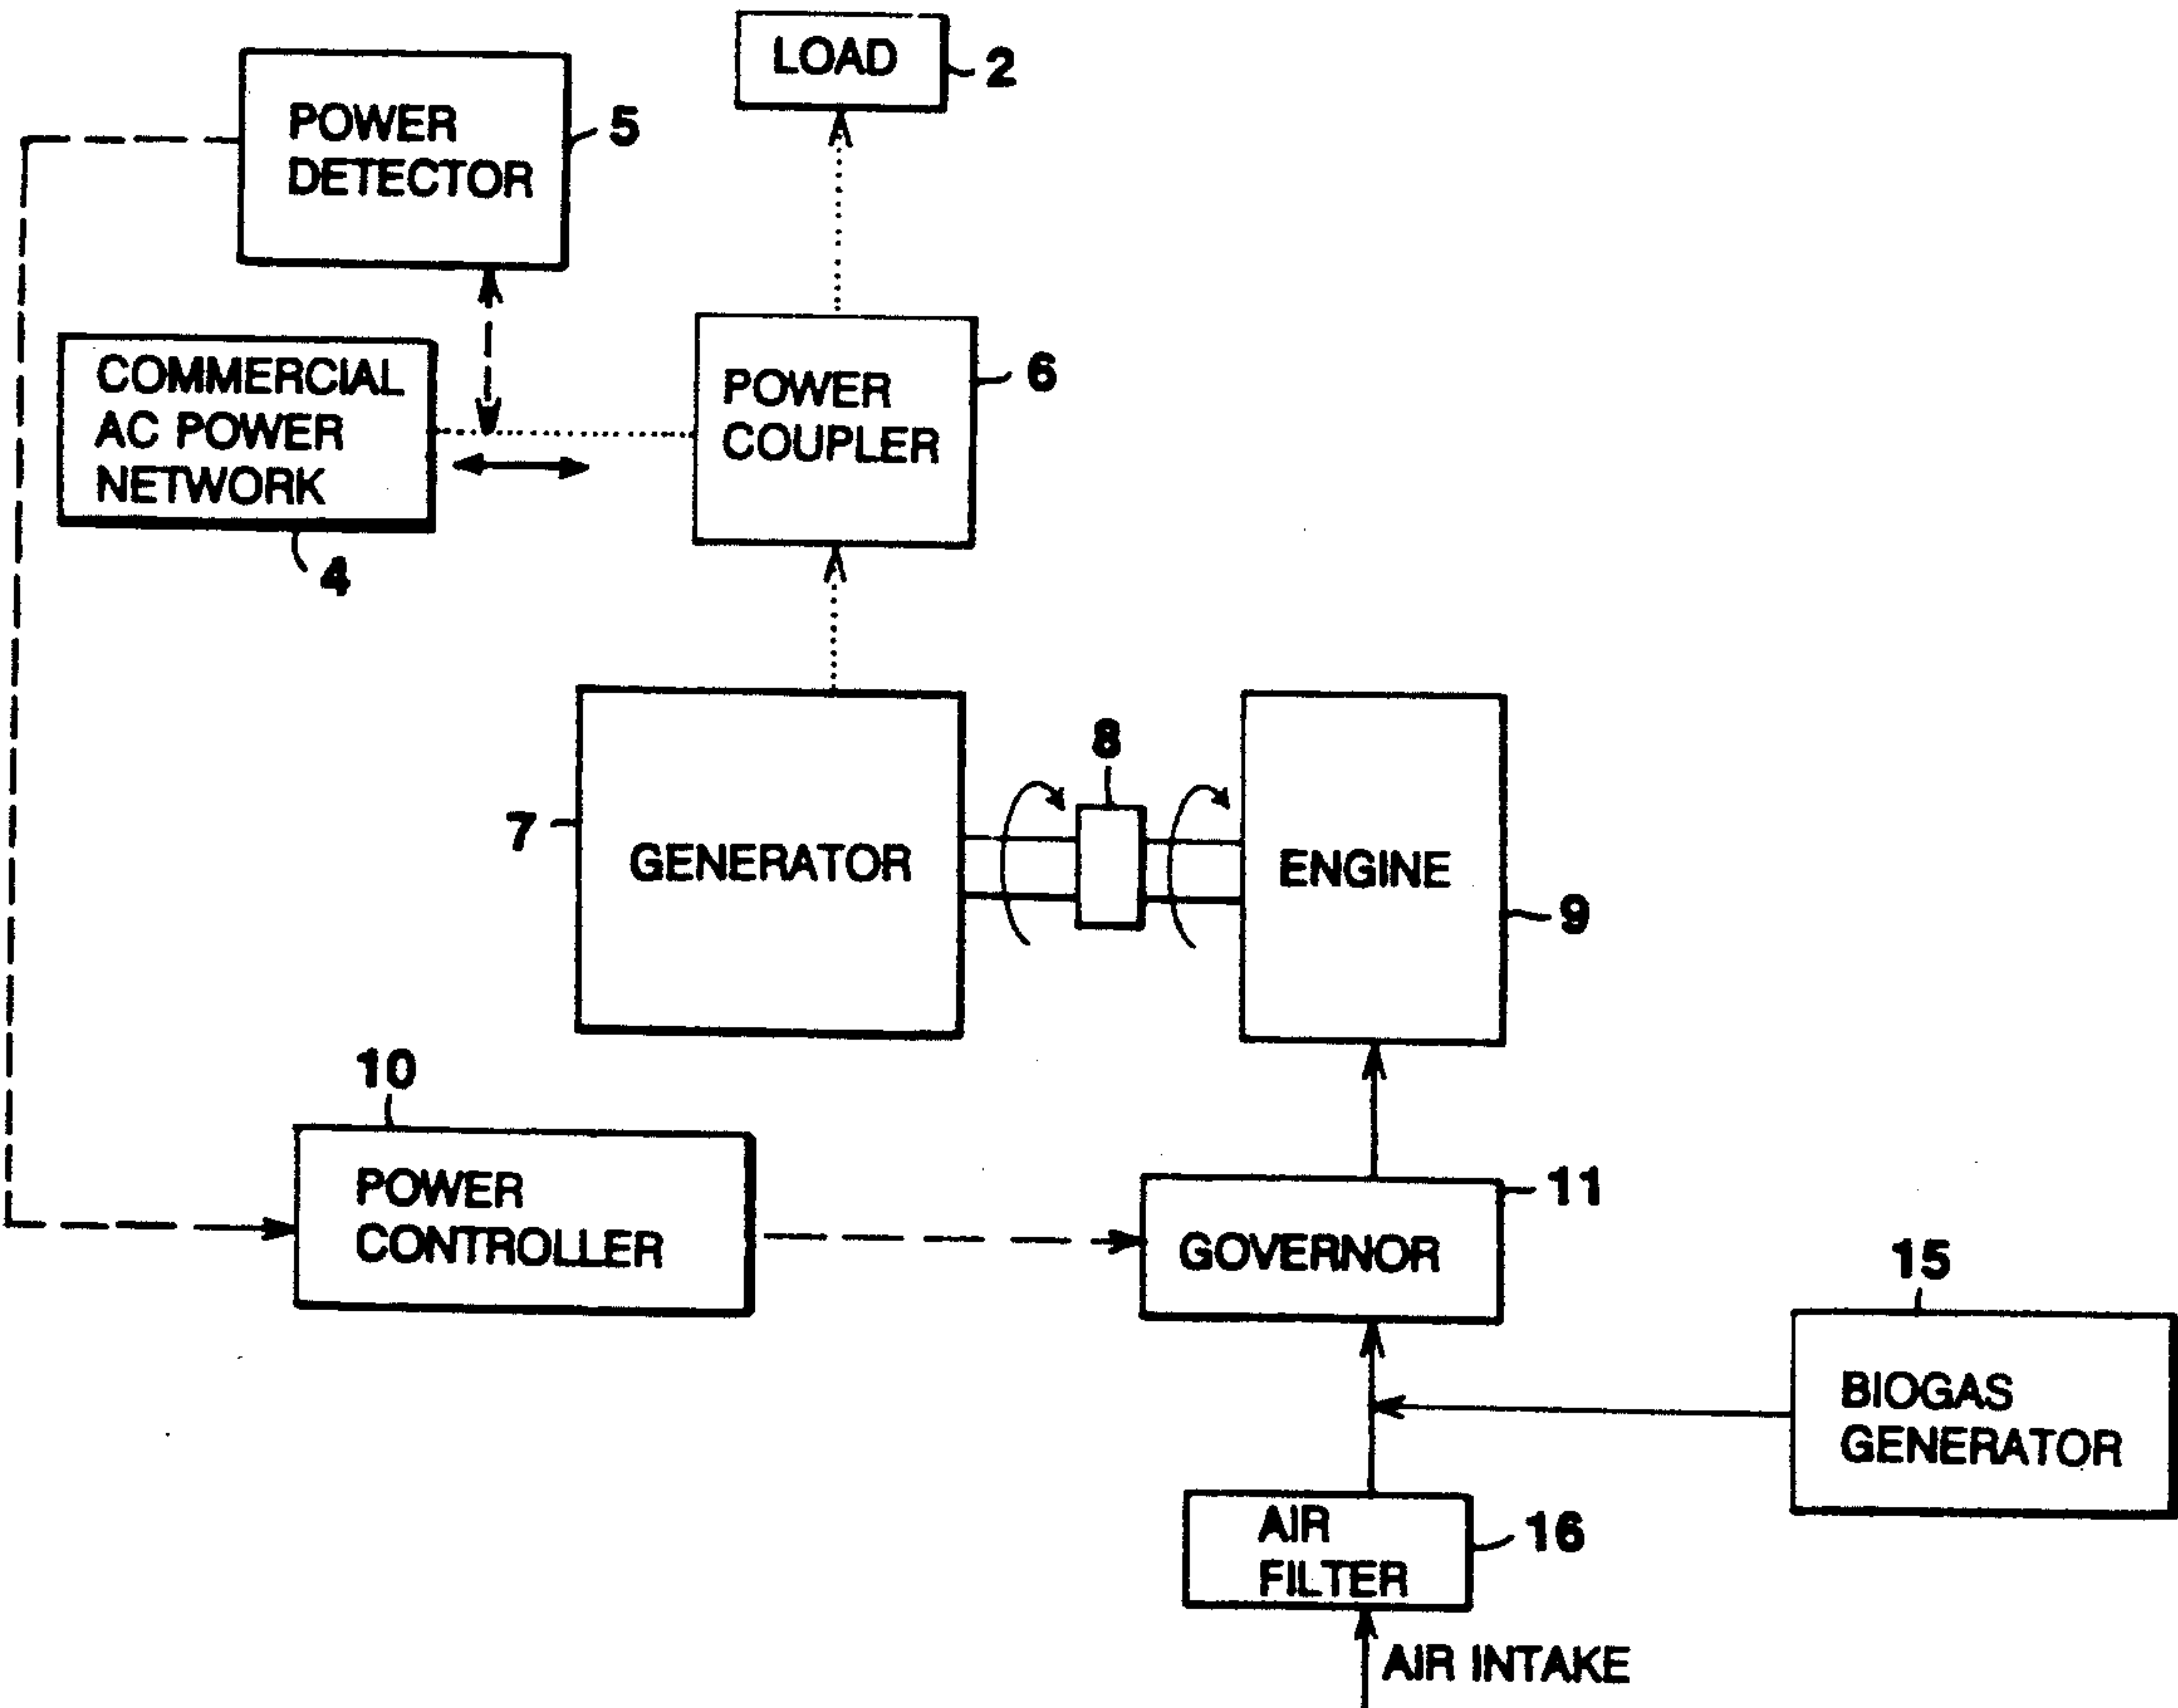 LOAD
2
POWER
DETECTOR
5
COMMERCIAL
AC POWER
NETWORK
4
POWER
COUPLER
6
8
7
GENERATOR
ENGINE
9
10
POWER
CONTROLLER
11
GOVERNOR
15
BIOGAS
GENERATOR
AIR
FILTER
16
AIR INTAKE